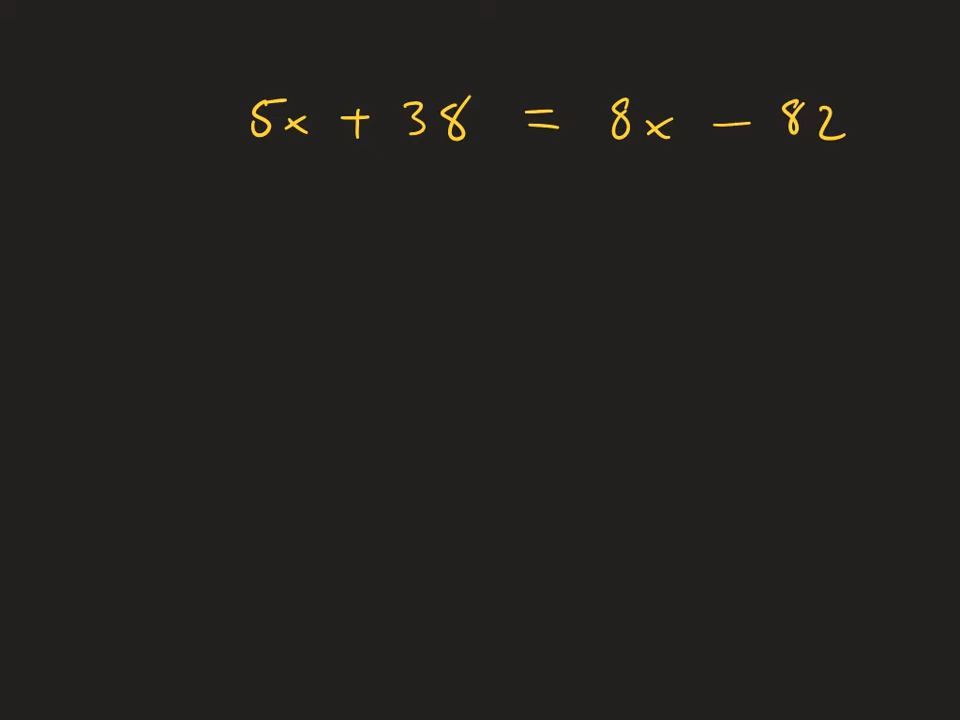 5x + 38 = 8x − 82